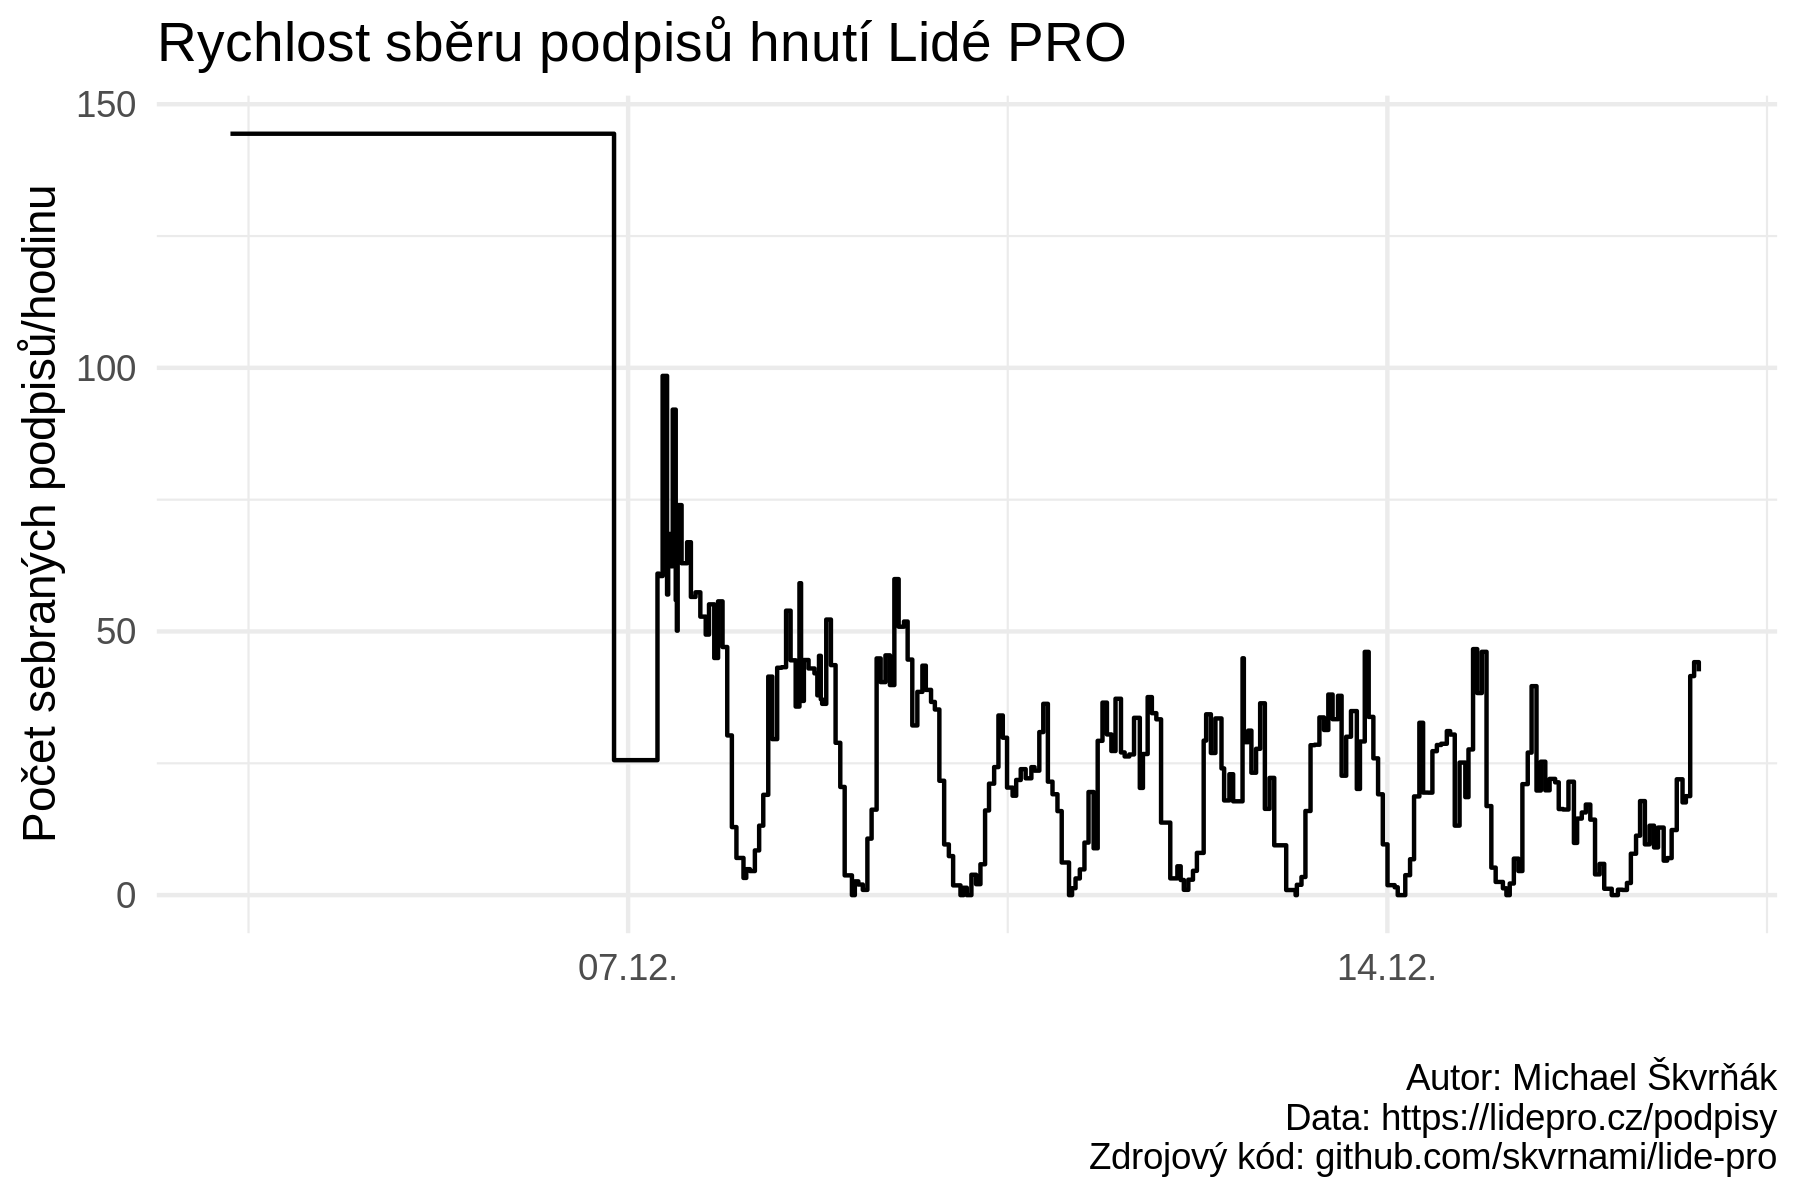 Rychlost sběru podpisů hnutí Lidé PRO
Počet sebraných podpisů/hodinu
150
100
50
0
07.12.
14.12.
Autor: Michael Škvrňák
Data: https://lidepro.cz/podpisy
Zdrojový kód: github.com/skvrnami/lide-pro